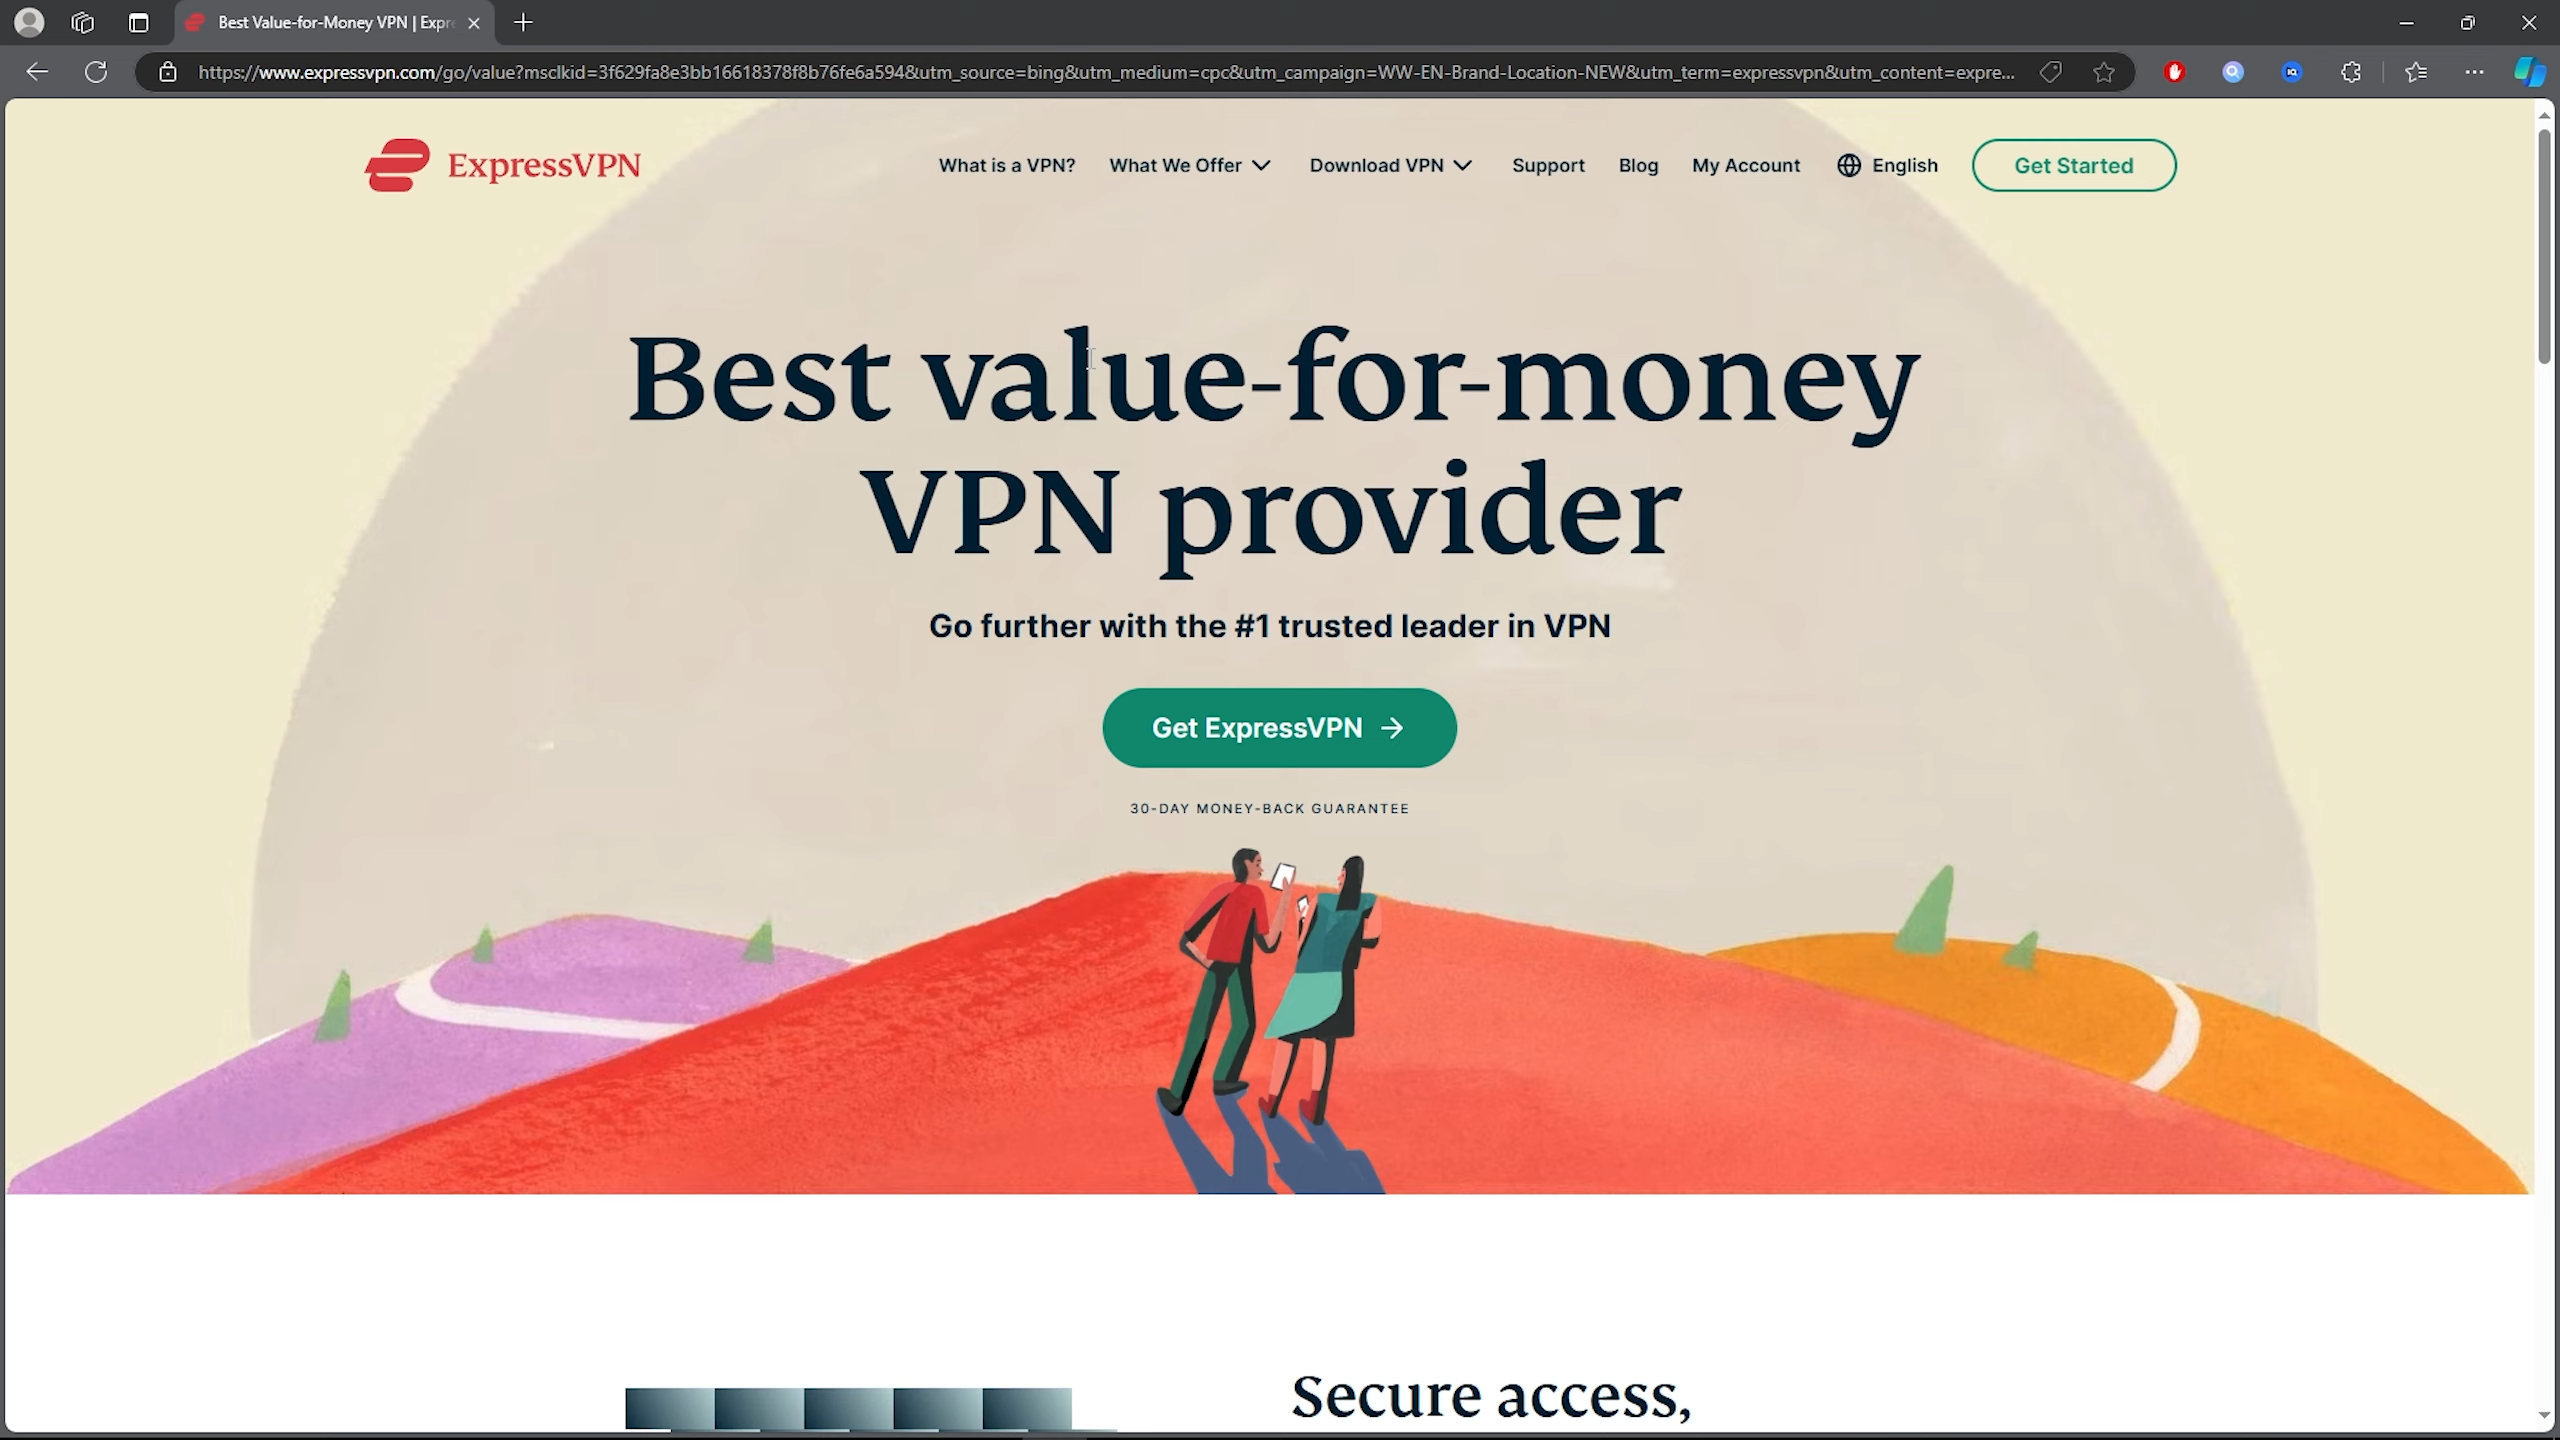 Best Value-for-Money VPN | Expr
https://www.expressvpn.com/go/value?msclkid=3f629fa8e3bb16618378f8b76fe6a594&utm_source=bing&utm_medium=cpc&utm_campaign=WW-EN-Brand-Location-NEW&utm_term=expressvpn&utm_content=expre...
ExpressVPN
What is a VPN?
What We Offer
Download VPN
Support
Blog
My Account
English
Get Started
Best value-for-money
VPN provider
Go further with the #1 trusted leader in VPN
Get ExpressVPN →
30-DAY MONEY-BACK GUARANTEE
Secure access,